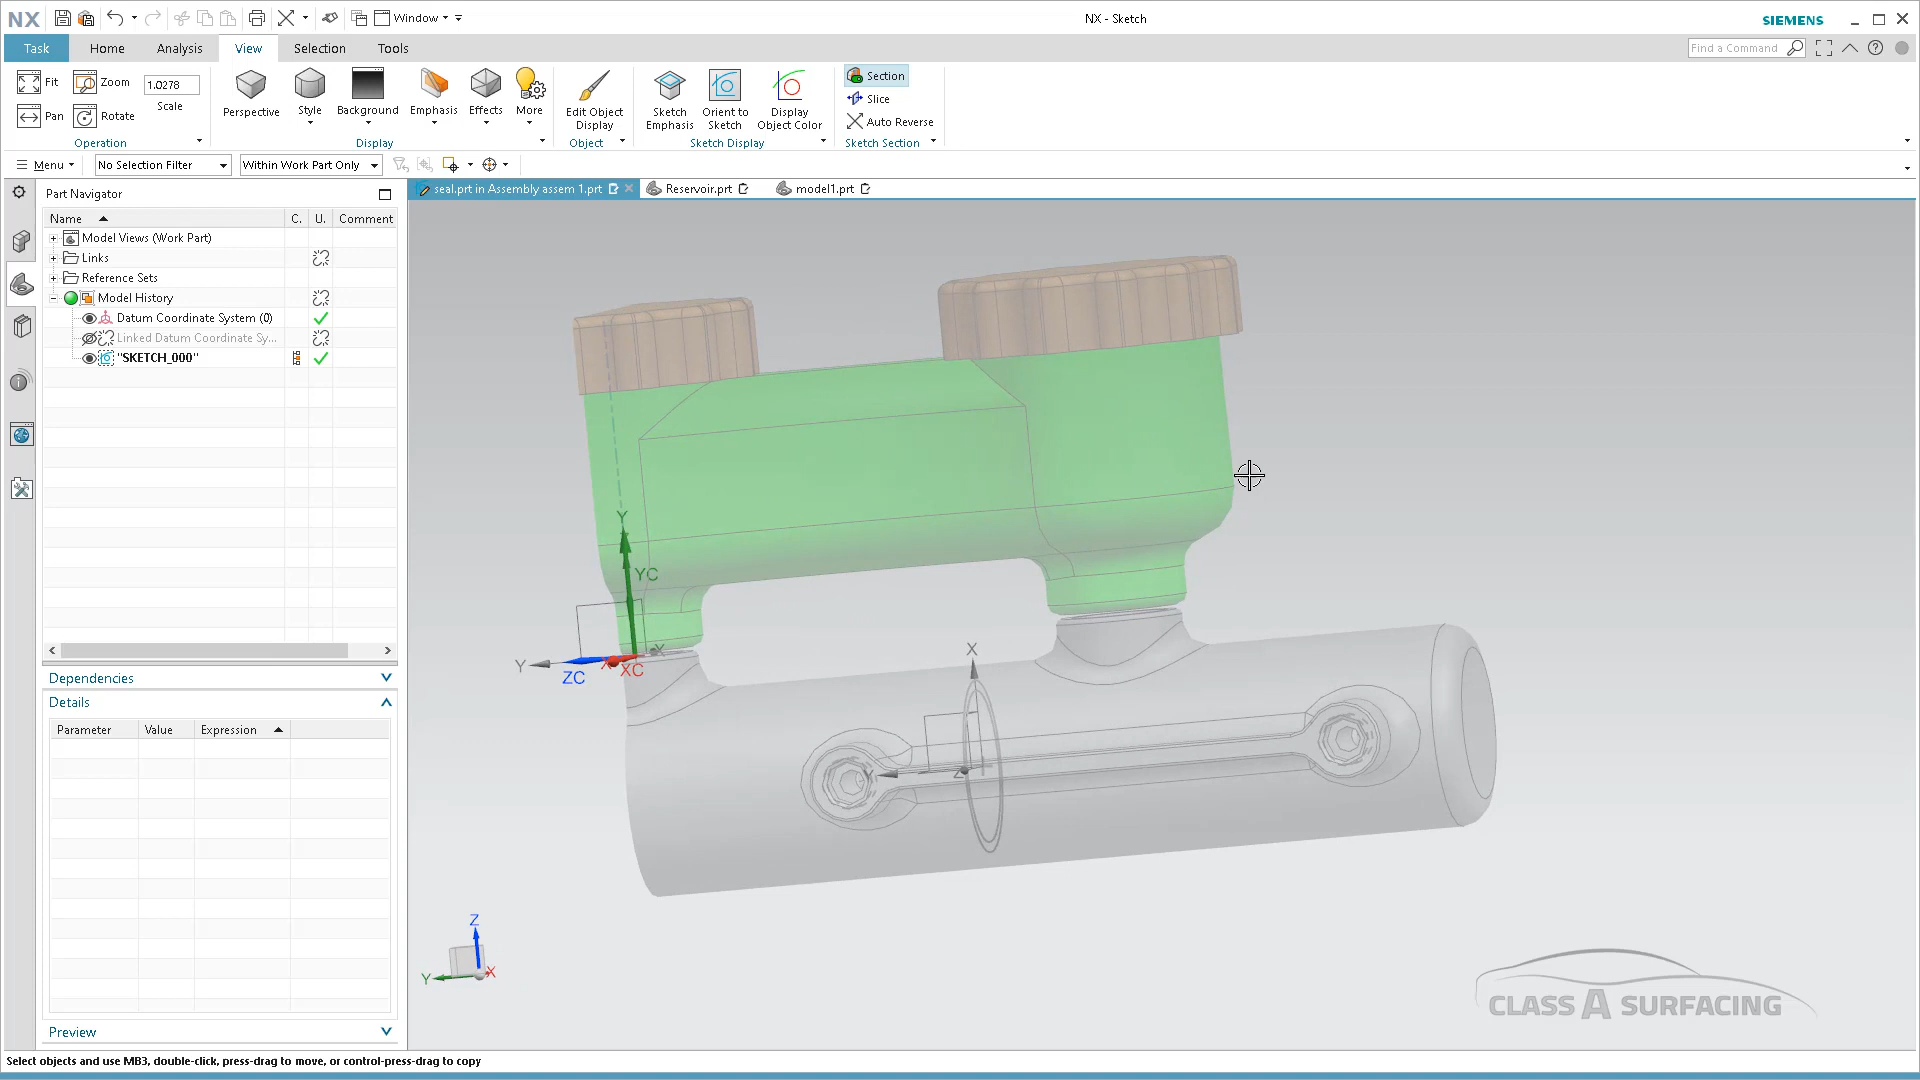 NX Window NX - Sketch SIEMENS
Task Home Analysis View Selection Tools Find a Command
Fit Zoom 1.0278
Scale
Pan Rotate
Operation
Perspective Style Background Emphasis Effects More
Display
Edit Object
Display
Object
Sketch
Emphasis
Orient to
Sketch
Display
Object Color
Sketch Display
Section
Slice
Auto Reverse
Sketch Section
Menu No Selection Filter Within Work Part Only
Part Navigator
seal.prt in Assembly assem 1.prt Reservoir.prt model1.prt
Name C. U. Comment
Model Views (Work Part)
Links
Reference Sets
Model History
Datum Coordinate System (0)
Linked Datum Coordinate Sy...
"SKETCH_000"
Dependencies
Details
Parameter Value Expression
Preview
Y
YC
X
Y
XC
ZC
X
Y
Z
Z
Y
X
CLASS A SURFACING
Select objects and use MB3, double-click, press-drag to move, or control-press-drag to copy